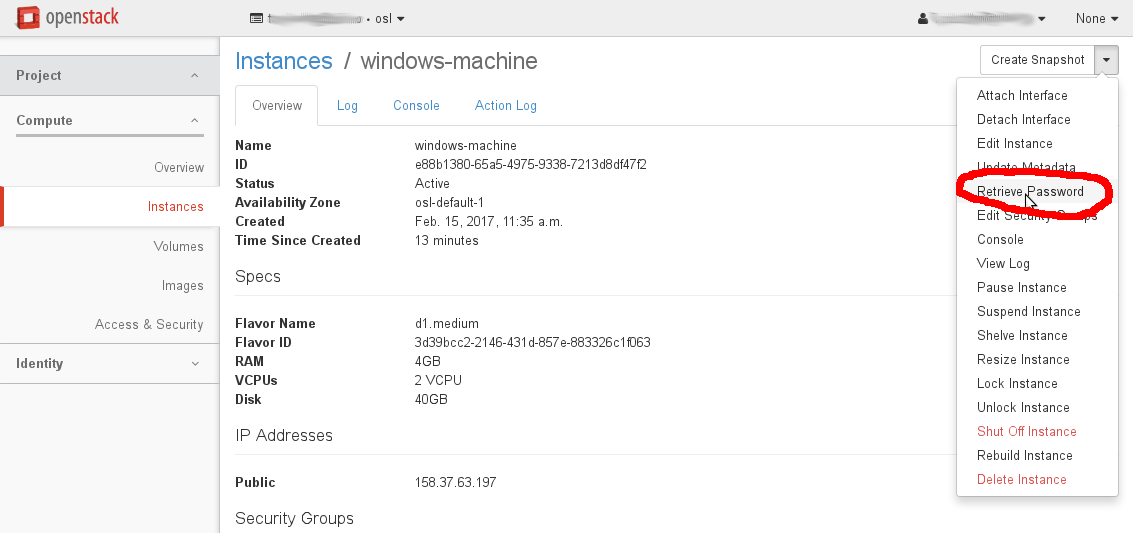 openstack
osl
None
Project
Compute
Overview
Instances
Volumes
Images
Access & Security
Identity
Instances / windows-machine
Create Snapshot
Overview Log Console Action Log
Name windows-machine
ID e88b1380-65a5-4975-9338-7213d8df47f2
Status Active
Availability Zone osl-default-1
Created Feb. 15, 2017, 11:35 a.m.
Time Since Created 13 minutes
Specs
Flavor Name d1.medium
Flavor ID 3d39bcc2-2146-431d-857e-883326c1f063
RAM 4GB
VCPUs 2 VCPU
Disk 40GB
IP Addresses
Public 158.37.63.197
Security Groups
Attach Interface
Detach Interface
Edit Instance
Update Metadata
Retrieve Password
Edit Security Groups
Console
View Log
Pause Instance
Suspend Instance
Shelve Instance
Resize Instance
Lock Instance
Unlock Instance
Shut Off Instance
Rebuild Instance
Delete Instance